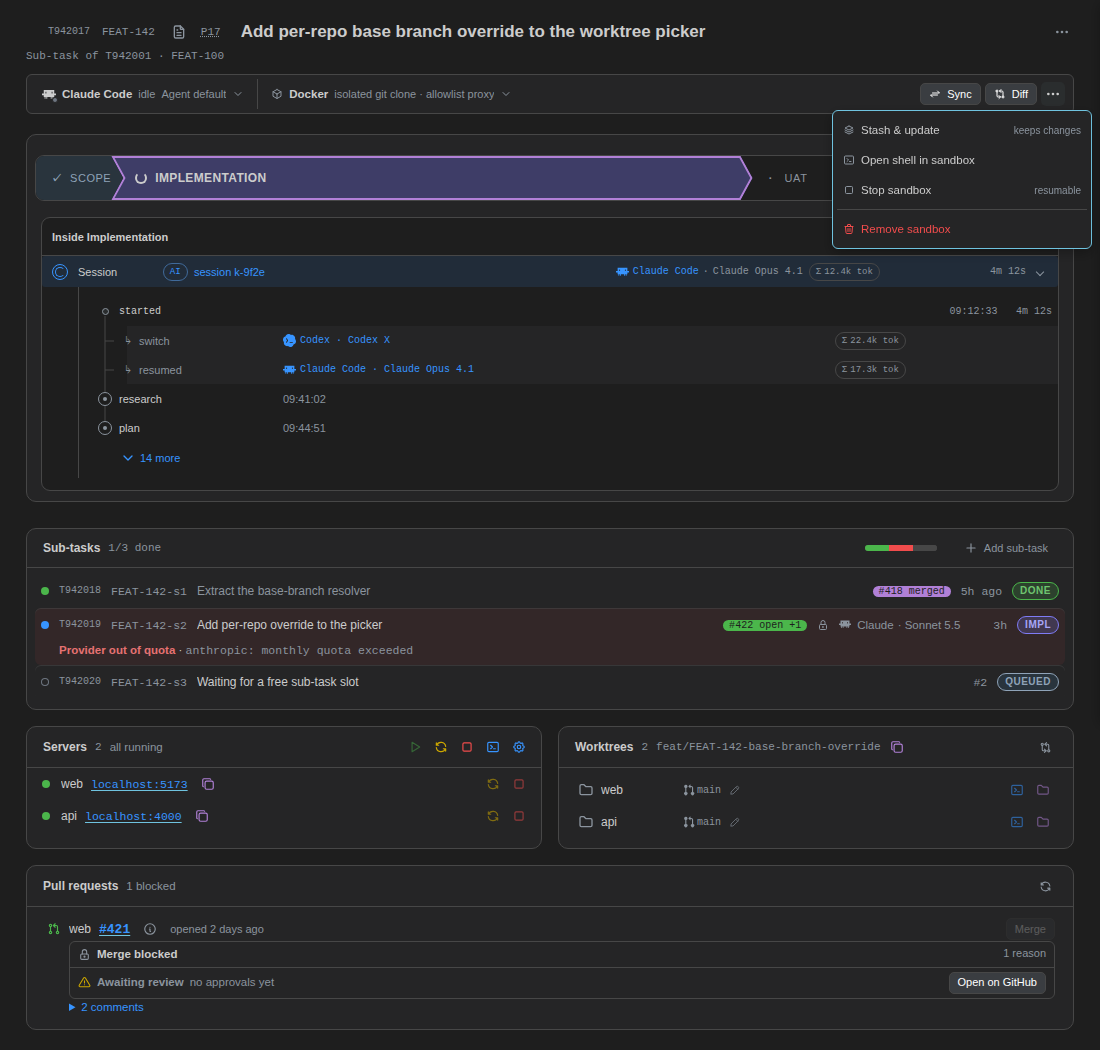 T942017 FEAT-142 P17 Add per-repo base branch override to the worktree picker
Sub-task of T942001 · FEAT-100
Claude Code idle Agent default Docker isolated git clone · allowlist proxy Sync Diff
Stash & update keeps changes
Open shell in sandbox
Stop sandbox resumable
Remove sandbox
SCOPE IMPLEMENTATION · UAT
Inside Implementation
Session AI session k-9f2e Claude Code · Claude Opus 4.1 Σ 12.4k tok 4m 12s
started 09:12:33 4m 12s
↳ switch Codex · Codex X Σ 22.4k tok
↳ resumed Claude Code · Claude Opus 4.1 Σ 17.3k tok
research 09:41:02
plan 09:44:51
14 more
Sub-tasks 1/3 done Add sub-task
T942018 FEAT-142-s1 Extract the base-branch resolver #418 merged 5h ago DONE
T942019 FEAT-142-s2 Add per-repo override to the picker #422 open +1 Claude · Sonnet 5.5 3h IMPL
Provider out of quota · anthropic: monthly quota exceeded
T942020 FEAT-142-s3 Waiting for a free sub-task slot #2 QUEUED
Servers 2 all running
web localhost:5173
api localhost:4000
Worktrees 2 feat/FEAT-142-base-branch-override
web main
api main
Pull requests 1 blocked
web #421 opened 2 days ago Merge
Merge blocked 1 reason
Awaiting review no approvals yet Open on GitHub
2 comments